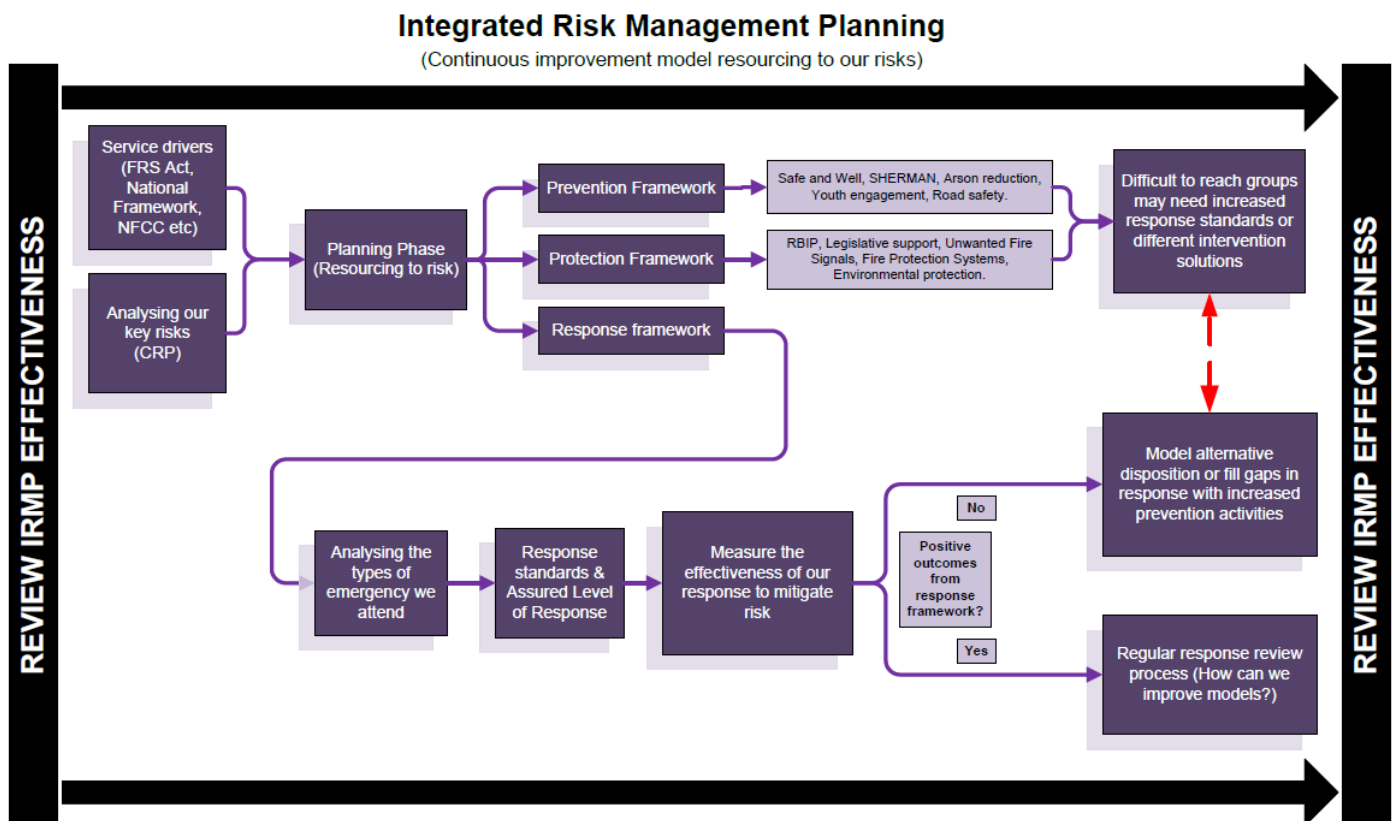 Integrated Risk Management Planning
(Continuous improvement model resourcing to our risks)
REVIEW IRMP EFFECTIVENESS
Service drivers
(FRS Act,
National
Framework,
NFCC etc)
Analysing our
key risks
(CRP)
Planning Phase
(Resourcing to risk)
Prevention Framework
Protection Framework
Response framework
Safe and Well, SHERMAN, Arson reduction,
Youth engagement, Road safety.
RBIP, Legislative support, Unwanted Fire
Signals, Fire Protection Systems,
Environmental protection.
Difficult to reach groups
may need increased
response standards or
different intervention
solutions
Analysing the
types of
emergency we
attend
Response
standards &
Assured Level
of Response
Measure the
effectiveness of our
response to mitigate
risk
No
Positive
outcomes
from
response
framework?
Yes
Model alternative
disposition or fill gaps in
response with increased
prevention activities
Regular response review
process (How can we
improve models?)
REVIEW IRMP EFFECTIVENESS